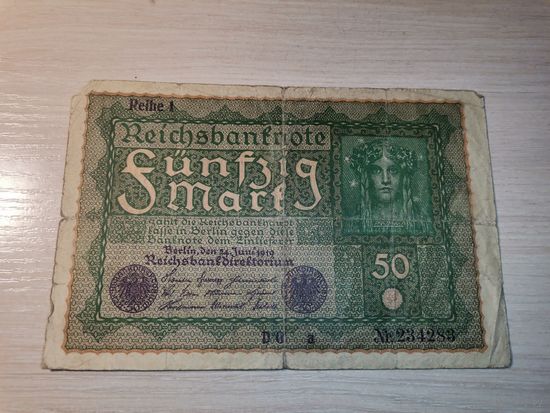 Reihe 1
Reichsbanknote
Fünfzig
Mark
zahlt die Reichsbankhaupt
kasse in Berlin gegen diese
Banknote dem Einlieferer
Berlin, den 24. Juni 1919
Reichsbankdirektorium
50
D 0 a
Nr. 234283